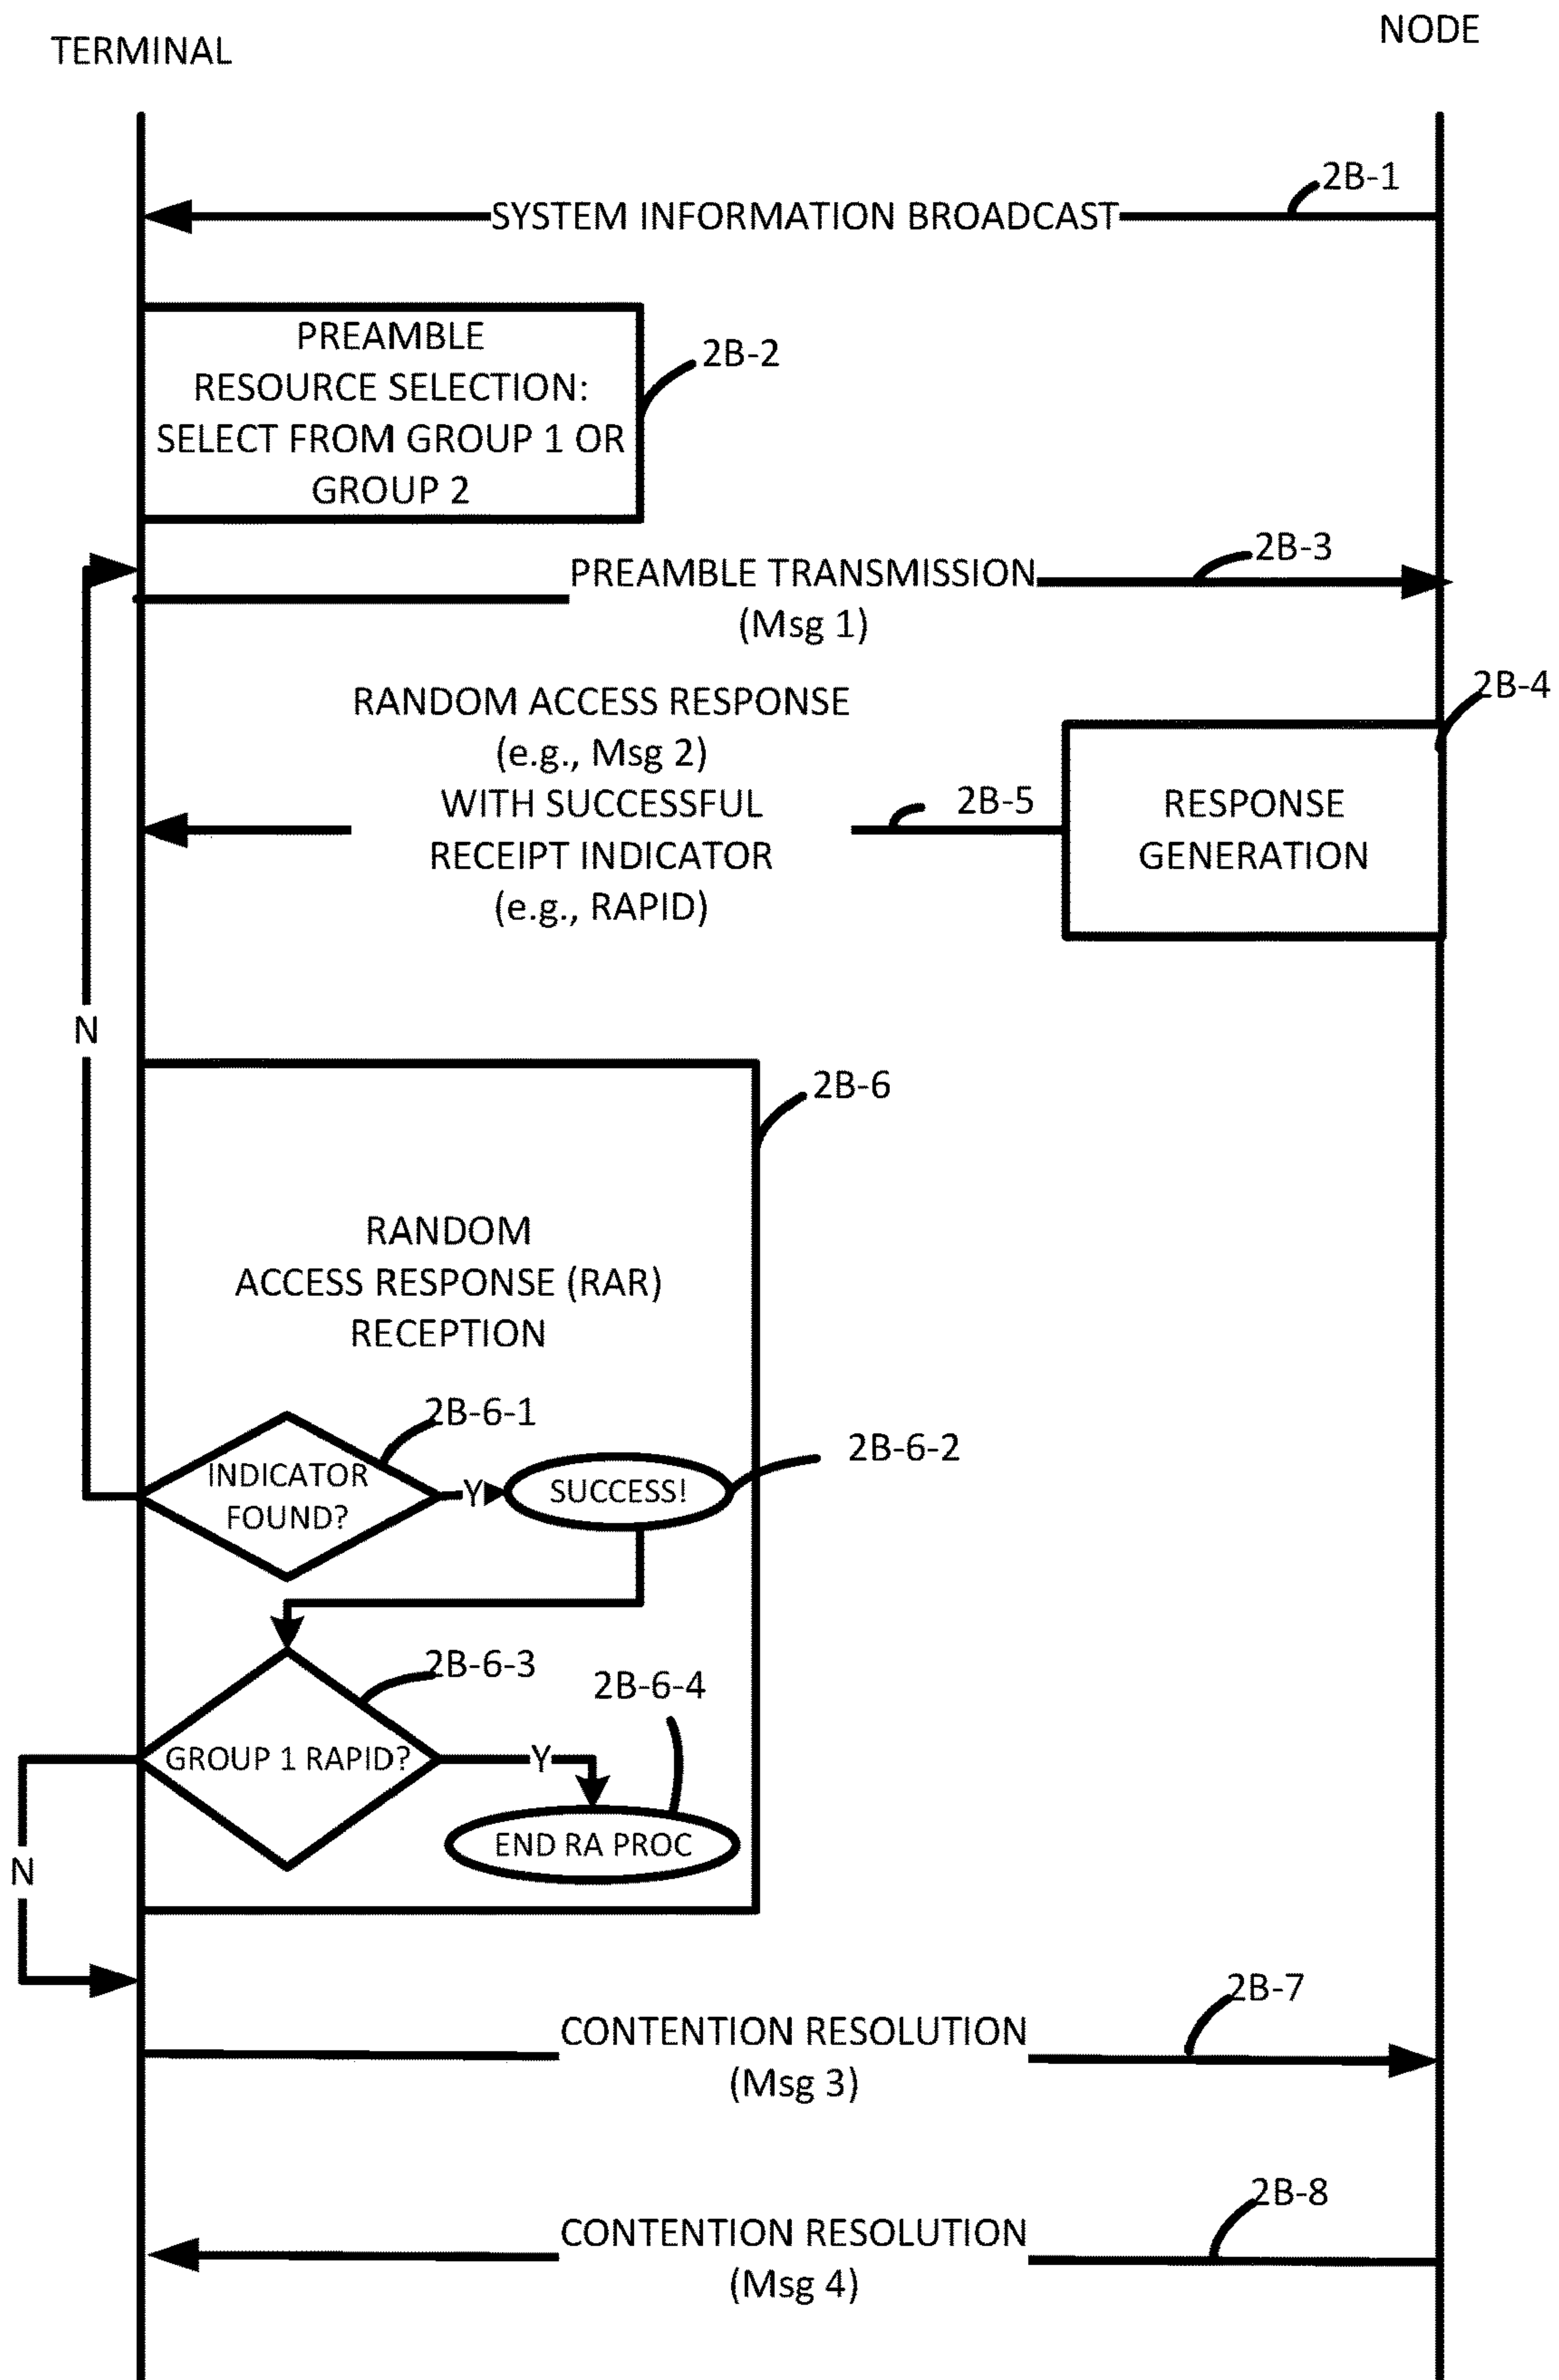 TERMINAL
NODE
2B-1
SYSTEM INFORMATION BROADCAST
PREAMBLE
RESOURCE SELECTION:
SELECT FROM GROUP 1 OR
GROUP 2
2B-2
2B-3
PREAMBLE TRANSMISSION
(Msg 1)
2B-4
RANDOM ACCESS RESPONSE
(e.g., Msg 2)
WITH SUCCESSFUL
RECEIPT INDICATOR
(e.g., RAPID)
2B-5
RESPONSE
GENERATION
N
2B-6
RANDOM
ACCESS RESPONSE (RAR)
RECEPTION
2B-6-1
INDICATOR
FOUND?
Y
SUCCESS!
2B-6-2
2B-6-3
GROUP 1 RAPID?
Y
2B-6-4
END RA PROC
N
2B-7
CONTENTION RESOLUTION
(Msg 3)
2B-8
CONTENTION RESOLUTION
(Msg 4)